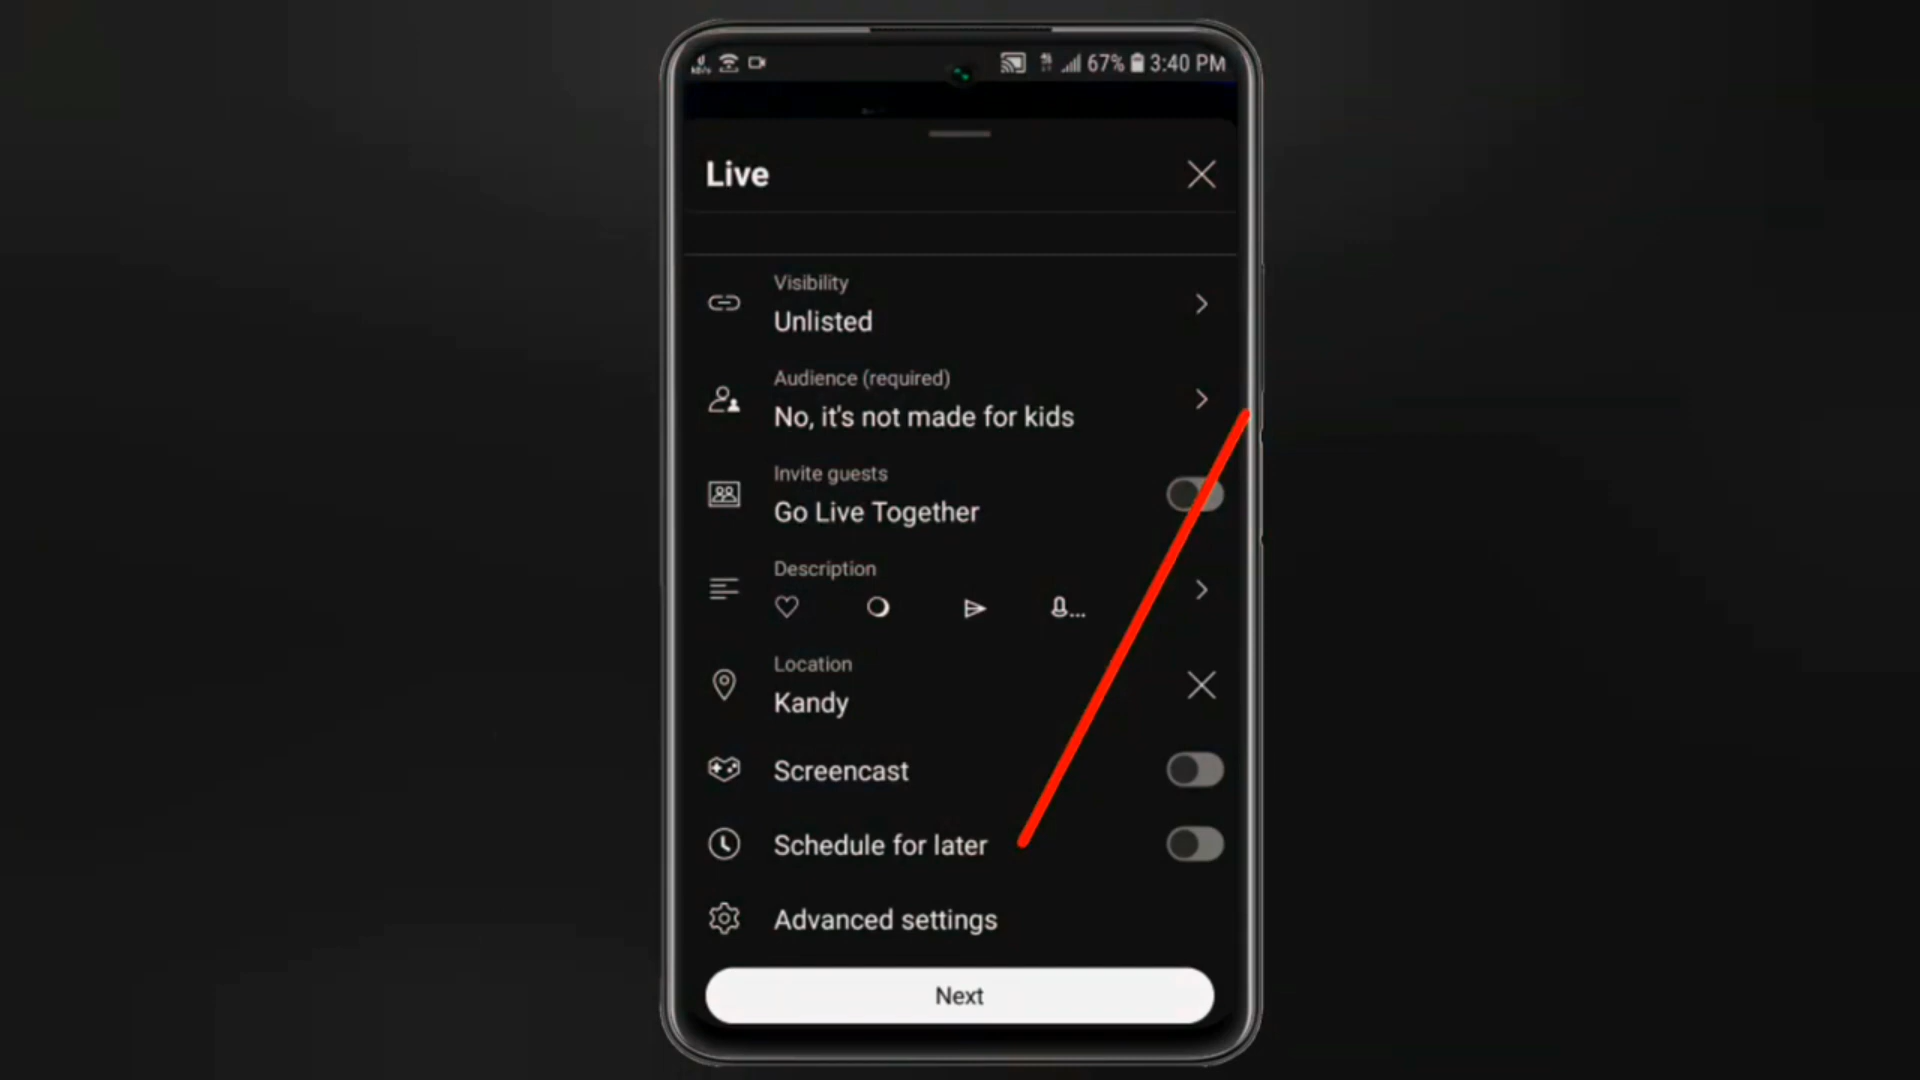 67% 3:40 PM
Live
Visibility
Unlisted
Audience (required)
No, it's not made for kids
Invite guests
Go Live Together
Description
...
Location
Kandy
Screencast
Schedule for later
Advanced settings
Next